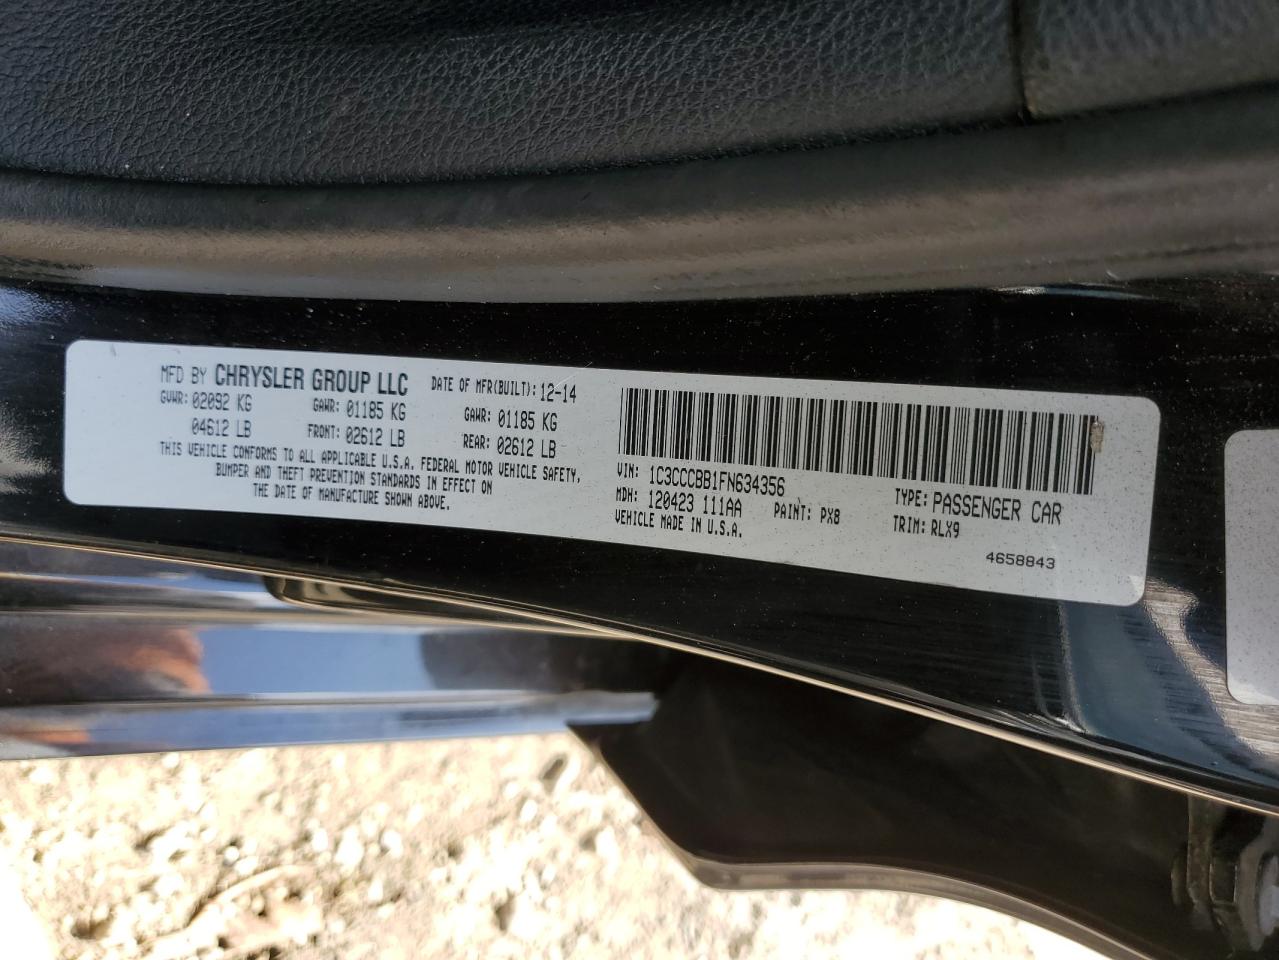 MFD BY CHRYSLER GROUP LLC DATE OF MFR(BUILT): 12-14
GVWR: 02092 KG GAWR: 01185 KG GAWR: 01185 KG
04612 LB FRONT: 02612 LB REAR: 02612 LB
THIS VEHICLE CONFORMS TO ALL APPLICABLE U.S.A. FEDERAL MOTOR VEHICLE SAFETY,
BUMPER AND THEFT PREVENTION STANDARDS IN EFFECT ON
THE DATE OF MANUFACTURE SHOWN ABOVE.
VIN: 1C3CCCBB1FN634356 TYPE: PASSENGER CAR
MDH: 120423 111AA PAINT: PX8 TRIM: RLX9
VEHICLE MADE IN U.S.A.
4658843